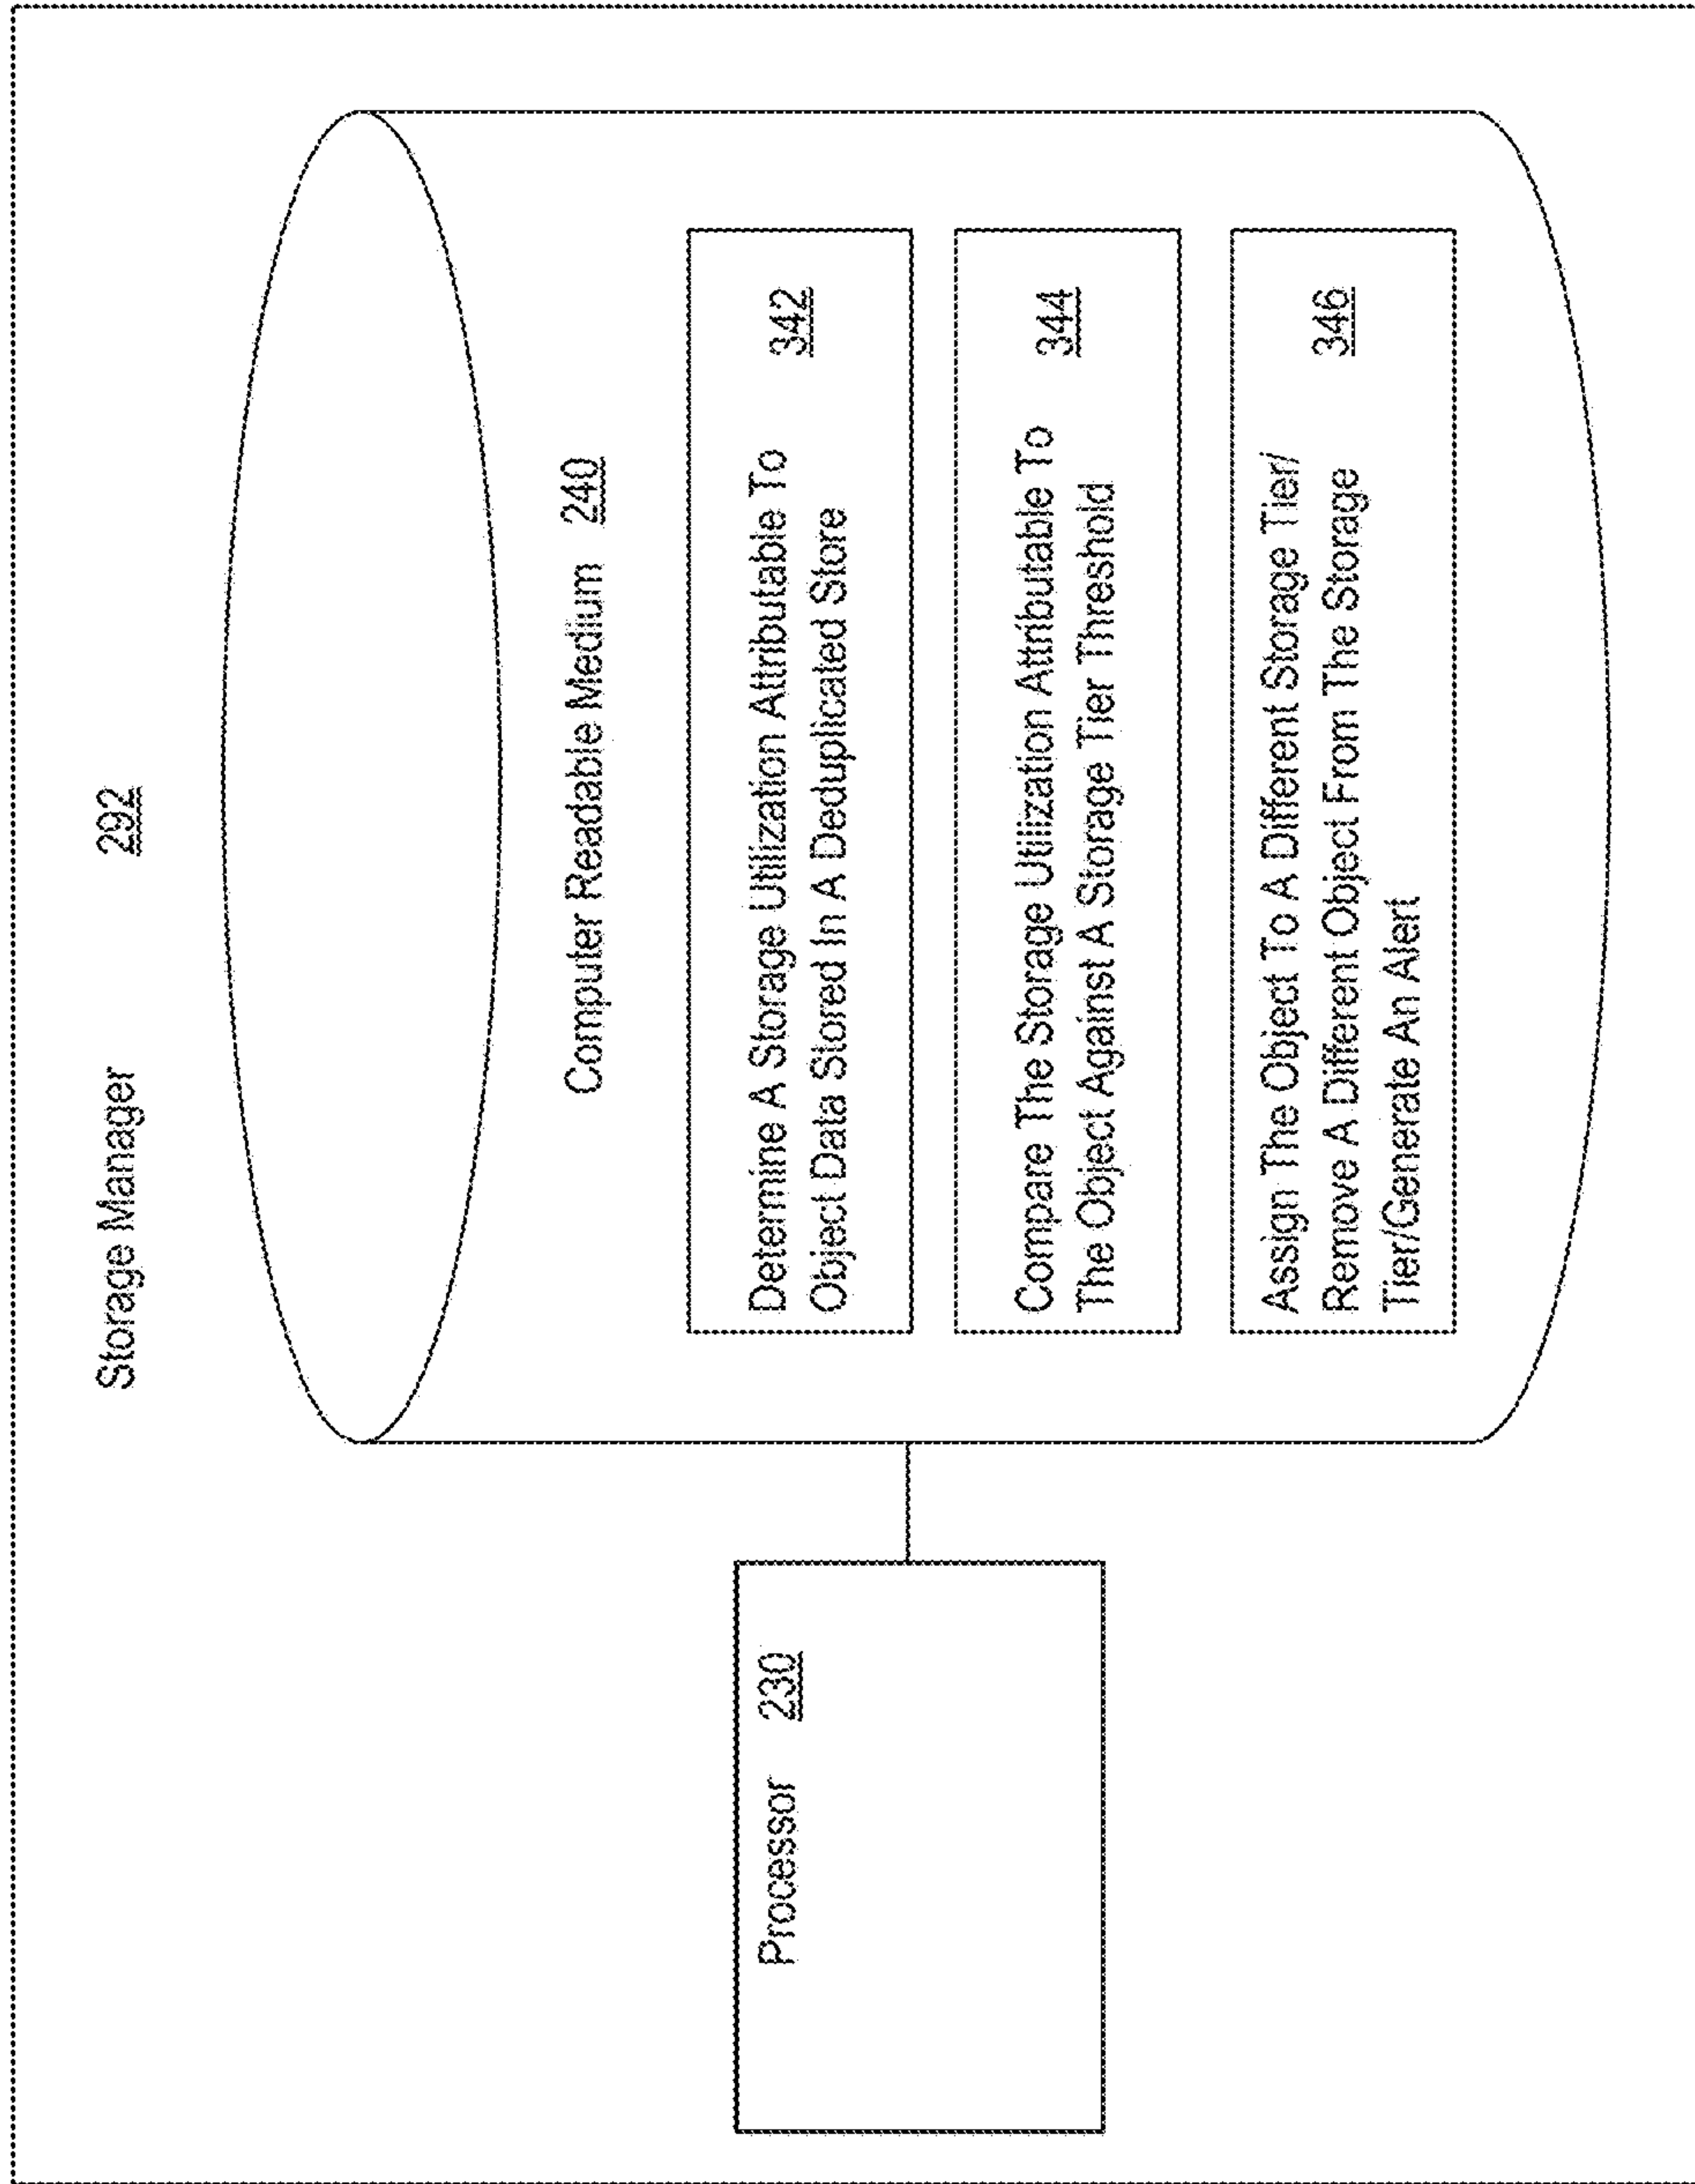 Storage Manager 292
Computer Readable Medium 240
Processor 230
Determine A Storage Utilization Attributable To
Object Data Stored In A Deduplicated Store 342
Compare The Storage Utilization Attributable To
The Object Against A Storage Tier Threshold 344
Assign The Object To A Different Storage Tier/
Remove A Different Object From The Storage
Tier/Generate An Alert 346